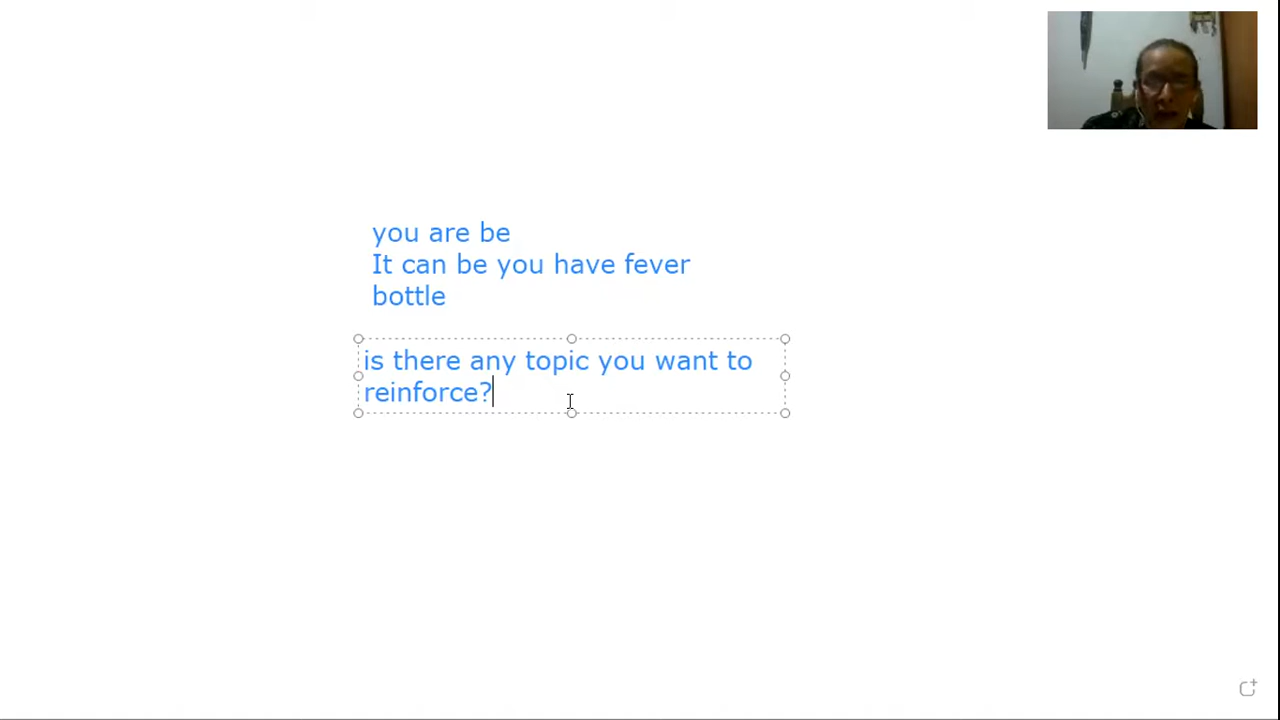 you are be
It can be you have fever
bottle
is there any topic you want to
reinforce?